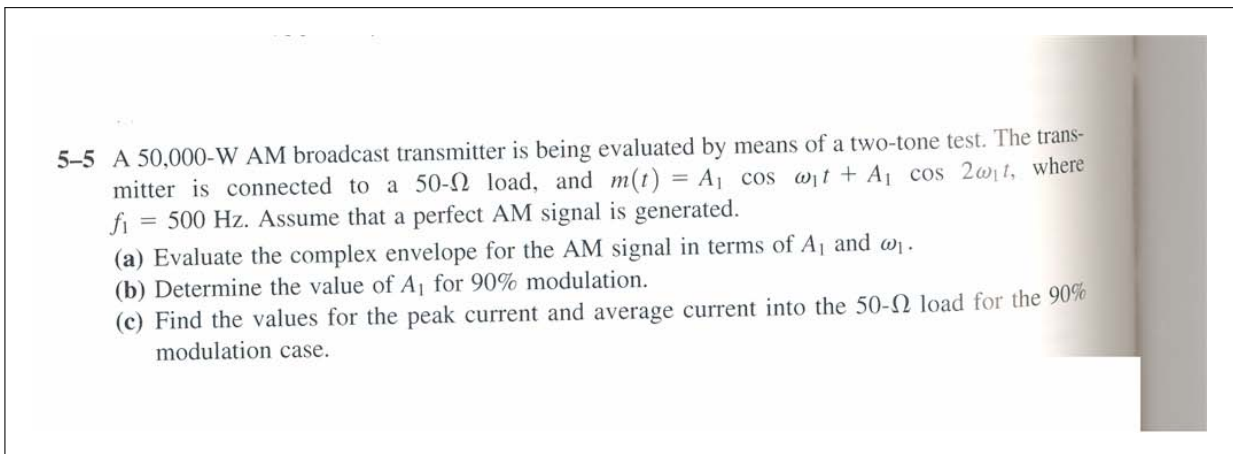 5–5 A 50,000-W AM broadcast transmitter is being evaluated by means of a two-tone test. The trans-
mitter is connected to a 50-Ω load, and m(t) = A₁ cos ω₁t + A₁ cos 2ω₁t, where
f₁ = 500 Hz. Assume that a perfect AM signal is generated.
(a) Evaluate the complex envelope for the AM signal in terms of A₁ and ω₁.
(b) Determine the value of A₁ for 90% modulation.
(c) Find the values for the peak current and average current into the 50-Ω load for the 90%
modulation case.